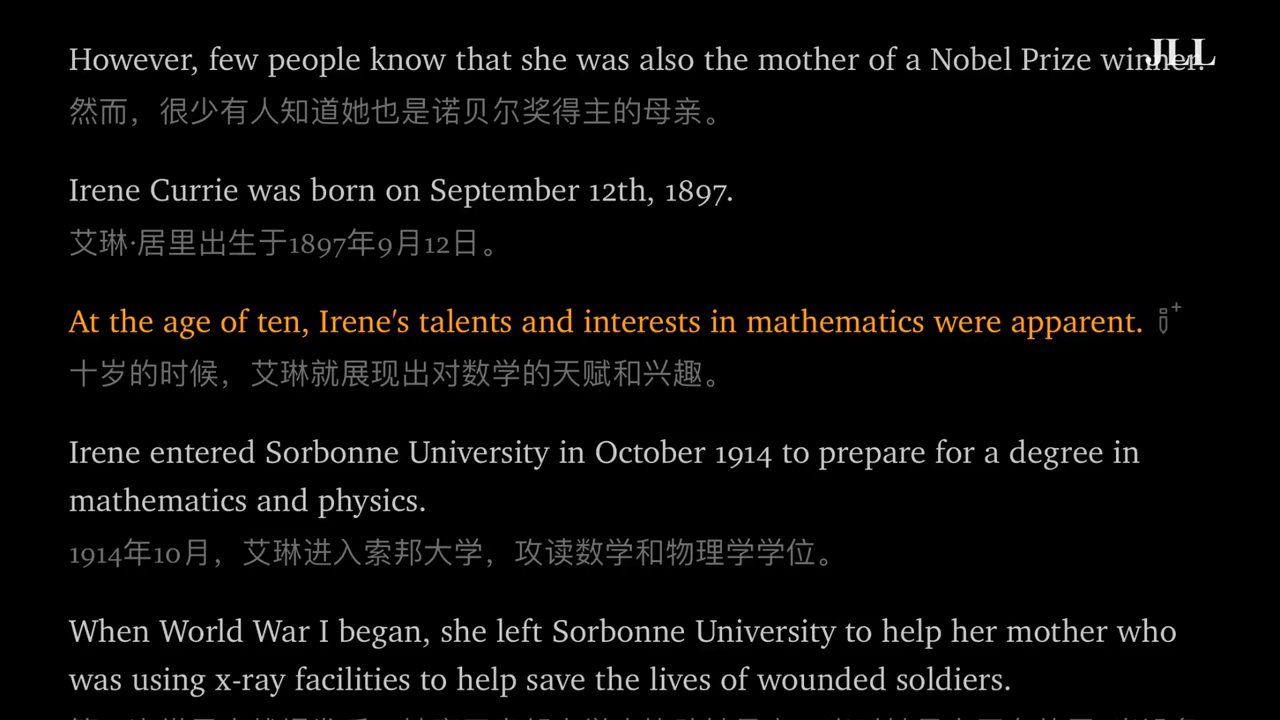 However, few people know that she was also the mother of a Nobel Prize winner.
JLL
然而，很少有人知道她也是诺贝尔奖得主的母亲。
Irene Currie was born on September 12th, 1897.
艾琳·居里出生于1897年9月12日。
At the age of ten, Irene's talents and interests in mathematics were apparent.
十岁的时候，艾琳就展现出对数学的天赋和兴趣。
Irene entered Sorbonne University in October 1914 to prepare for a degree in
mathematics and physics.
1914年10月，艾琳进入索邦大学，攻读数学和物理学学位。
When World War I began, she left Sorbonne University to help her mother who
was using x-ray facilities to help save the lives of wounded soldiers.